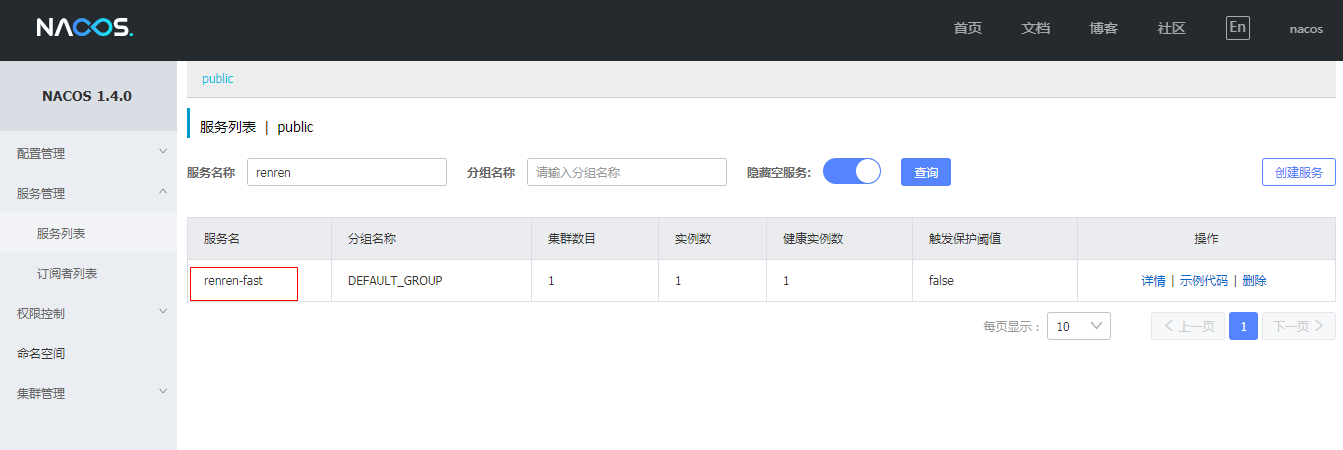 NACOS.
首页 文档 博客 社区 En nacos
NACOS 1.4.0
配置管理
服务管理
服务列表
订阅者列表
权限控制
命名空间
集群管理
public
服务列表 | public
服务名称 renren 分组名称 请输入分组名称 隐藏空服务: 查询 创建服务
服务名 分组名称 集群数目 实例数 健康实例数 触发保护阈值 操作
renren-fast DEFAULT_GROUP 1 1 1 false 详情 | 示例代码 | 删除
每页显示： 10 上一页 1 下一页